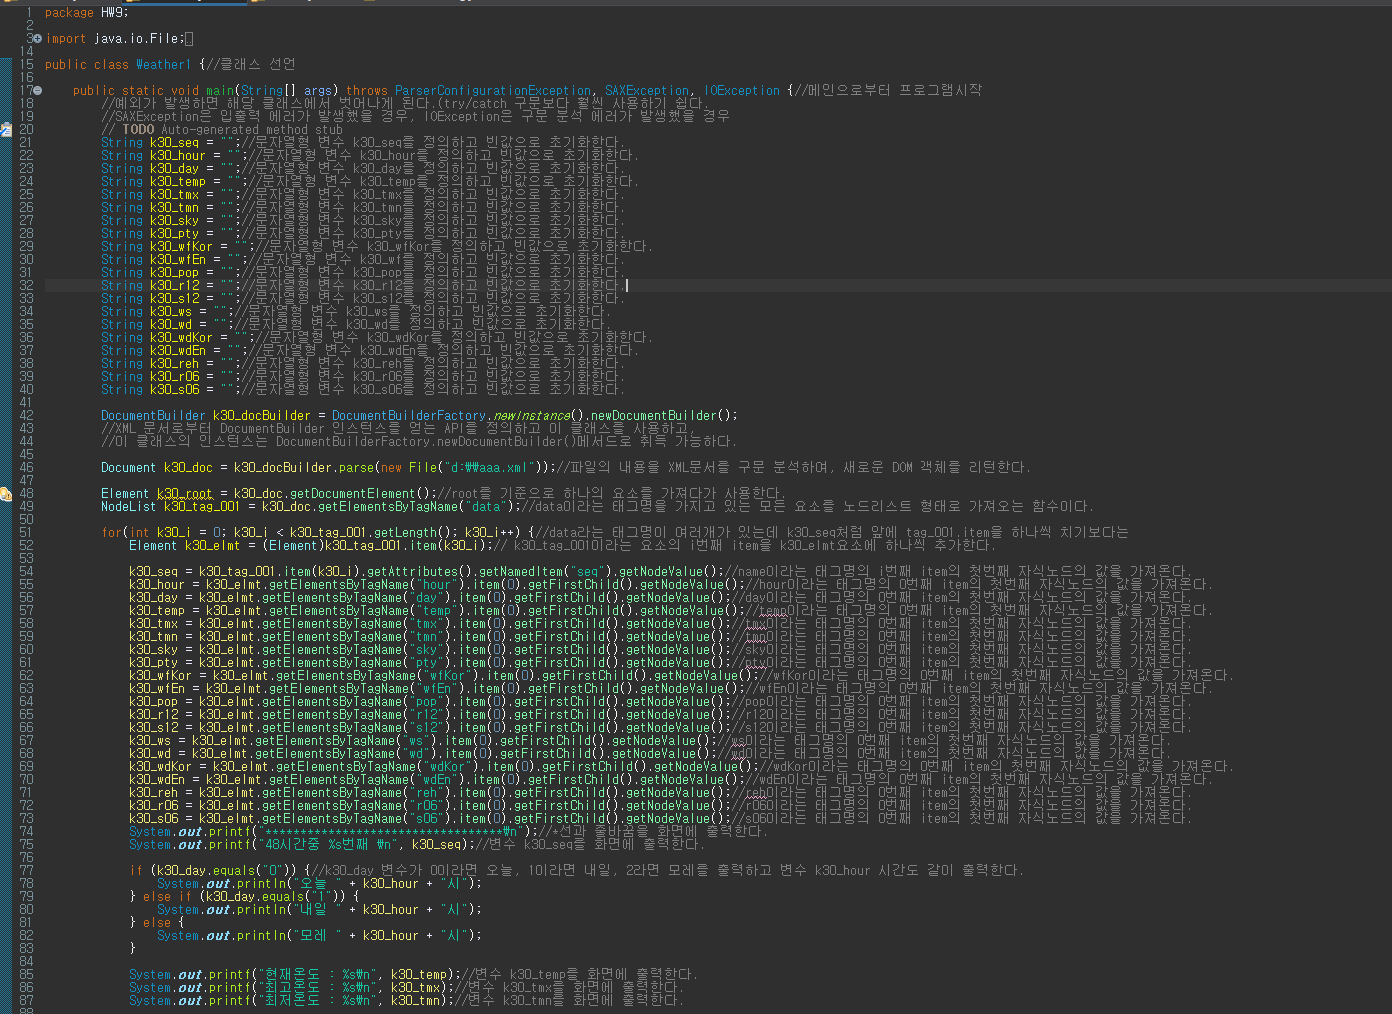 1 package HW9;
2
3 import java.io.File;
14
15 public class Weather1 {//클래스 선언
16
17 public static void main(String[] args) throws ParserConfigurationException, SAXException, IOException {//메인으로부터 프로그램시작
18 //예외가 발생하면 해당 클래스에서 벗어나게 된다.(try/catch 구문보다 훨씬 사용하기 쉽다.
19 //SAXException은 입출력 에러가 발생했을 경우, IOException은 구문 분석 에러가 발생했을 경우
20 // TODO Auto-generated method stub
21 String k30_seq = "";//문자열형 변수 k30_seq를 정의하고 빈값으로 초기화한다.
22 String k30_hour = "";//문자열형 변수 k30_hour를 정의하고 빈값으로 초기화한다.
23 String k30_day = "";//문자열형 변수 k30_day를 정의하고 빈값으로 초기화한다.
24 String k30_temp = "";//문자열형 변수 k30_temp를 정의하고 빈값으로 초기화한다.
25 String k30_tmx = "";//문자열형 변수 k30_tmx를 정의하고 빈값으로 초기화한다.
26 String k30_tmn = "";//문자열형 변수 k30_tmn를 정의하고 빈값으로 초기화한다.
27 String k30_sky = "";//문자열형 변수 k30_sky를 정의하고 빈값으로 초기화한다.
28 String k30_pty = "";//문자열형 변수 k30_pty를 정의하고 빈값으로 초기화한다.
29 String k30_wfKor = "";//문자열형 변수 k30_wfKor를 정의하고 빈값으로 초기화한다.
30 String k30_wfEn = "";//문자열형 변수 k30_wf를 정의하고 빈값으로 초기화한다.
31 String k30_pop = "";//문자열형 변수 k30_pop를 정의하고 빈값으로 초기화한다.
32 String k30_r12 = "";//문자열형 변수 k30_r12를 정의하고 빈값으로 초기화한다.
33 String k30_s12 = "";//문자열형 변수 k30_s12를 정의하고 빈값으로 초기화한다.
34 String k30_ws = "";//문자열형 변수 k30_ws를 정의하고 빈값으로 초기화한다.
35 String k30_wd = "";//문자열형 변수 k30_wd를 정의하고 빈값으로 초기화한다.
36 String k30_wdKor = "";//문자열형 변수 k30_wdKor를 정의하고 빈값으로 초기화한다.
37 String k30_wdEn = "";//문자열형 변수 k30_wdEn를 정의하고 빈값으로 초기화한다.
38 String k30_reh = "";//문자열형 변수 k30_reh를 정의하고 빈값으로 초기화한다.
39 String k30_r06 = "";//문자열형 변수 k30_r06를 정의하고 빈값으로 초기화한다.
40 String k30_s06 = "";//문자열형 변수 k30_s06를 정의하고 빈값으로 초기화한다.
41
42 DocumentBuilder k30_docBuilder = DocumentBuilderFactory.newInstance().newDocumentBuilder();
43 //XML 문서로부터 DocumentBuilder 인스턴스를 얻는 API를 정의하고 이 클래스를 사용하고,
44 //이 클래스의 인스턴스는 DocumentBuilderFactory.newDocumentBuilder()메서드로 취득 가능하다.
45
46 Document k30_doc = k30_docBuilder.parse(new File("d:\\aaa.xml"));//파일의 내용을 XML문서를 구문 분석하며, 새로운 DOM 객체를 리턴한다.
47
48 Element k30_root = k30_doc.getDocumentElement();//root를 기준으로 하나의 요소를 가져다가 사용한다.
49 NodeList k30_tag_001 = k30_doc.getElementsByTagName("data");//data이라는 태그명을 가지고 있는 모든 요소를 노드리스트 형태로 가져오는 함수이다.
50
51 for(int k30_i = 0; k30_i < k30_tag_001.getLength(); k30_i++) {//data라는 태그명이 여러개가 있는데 k30_seq처럼 앞에 tag_001.item을 하나씩 치기보다는
52 Element k30_elmt = (Element)k30_tag_001.item(k30_i);// k30_tag_001이라는 요소의 i번째 item을 k30_elmt요소에 하나씩 추가한다.
53
54 k30_seq = k30_tag_001.item(k30_i).getAttributes().getNamedItem("seq").getNodeValue();//name이라는 태그명의 i번째 item의 첫번째 자식노드의 값을 가져온다.
55 k30_hour = k30_elmt.getElementsByTagName("hour").item(0).getFirstChild().getNodeValue();//hour이라는 태그명의 0번째 item의 첫번째 자식노드의 값을 가져온다.
56 k30_day = k30_elmt.getElementsByTagName("day").item(0).getFirstChild().getNodeValue();//day이라는 태그명의 0번째 item의 첫번째 자식노드의 값을 가져온다.
57 k30_temp = k30_elmt.getElementsByTagName("temp").item(0).getFirstChild().getNodeValue();//temp이라는 태그명의 0번째 item의 첫번째 자식노드의 값을 가져온다.
58 k30_tmx = k30_elmt.getElementsByTagName("tmx").item(0).getFirstChild().getNodeValue();//tmx이라는 태그명의 0번째 item의 첫번째 자식노드의 값을 가져온다.
59 k30_tmn = k30_elmt.getElementsByTagName("tmn").item(0).getFirstChild().getNodeValue();//tmn이라는 태그명의 0번째 item의 첫번째 자식노드의 값을 가져온다.
60 k30_sky = k30_elmt.getElementsByTagName("sky").item(0).getFirstChild().getNodeValue();//sky이라는 태그명의 0번째 item의 첫번째 자식노드의 값을 가져온다.
61 k30_pty = k30_elmt.getElementsByTagName("pty").item(0).getFirstChild().getNodeValue();//pty이라는 태그명의 0번째 item의 첫번째 자식노드의 값을 가져온다.
62 k30_wfKor = k30_elmt.getElementsByTagName("wfKor").item(0).getFirstChild().getNodeValue();//wfKor이라는 태그명의 0번째 item의 첫번째 자식노드의 값을 가져온다.
63 k30_wfEn = k30_elmt.getElementsByTagName("wfEn").item(0).getFirstChild().getNodeValue();//wfEn이라는 태그명의 0번째 item의 첫번째 자식노드의 값을 가져온다.
64 k30_pop = k30_elmt.getElementsByTagName("pop").item(0).getFirstChild().getNodeValue();//pop이라는 태그명의 0번째 item의 첫번째 자식노드의 값을 가져온다.
65 k30_r12 = k30_elmt.getElementsByTagName("r12").item(0).getFirstChild().getNodeValue();//r12이라는 태그명의 0번째 item의 첫번째 자식노드의 값을 가져온다.
66 k30_s12 = k30_elmt.getElementsByTagName("s12").item(0).getFirstChild().getNodeValue();//s12이라는 태그명의 0번째 item의 첫번째 자식노드의 값을 가져온다.
67 k30_ws = k30_elmt.getElementsByTagName("ws").item(0).getFirstChild().getNodeValue();//ws이라는 태그명의 0번째 item의 첫번째 자식노드의 값을 가져온다.
68 k30_wd = k30_elmt.getElementsByTagName("wd").item(0).getFirstChild().getNodeValue();//wd이라는 태그명의 0번째 item의 첫번째 자식노드의 값을 가져온다.
69 k30_wdKor = k30_elmt.getElementsByTagName("wdKor").item(0).getFirstChild().getNodeValue();//wdKor이라는 태그명의 0번째 item의 첫번째 자식노드의 값을 가져온다.
70 k30_wdEn = k30_elmt.getElementsByTagName("wdEn").item(0).getFirstChild().getNodeValue();//wdEn이라는 태그명의 0번째 item의 첫번째 자식노드의 값을 가져온다.
71 k30_reh = k30_elmt.getElementsByTagName("reh").item(0).getFirstChild().getNodeValue();//reh이라는 태그명의 0번째 item의 첫번째 자식노드의 값을 가져온다.
72 k30_r06 = k30_elmt.getElementsByTagName("r06").item(0).getFirstChild().getNodeValue();//r06이라는 태그명의 0번째 item의 첫번째 자식노드의 값을 가져온다.
73 k30_s06 = k30_elmt.getElementsByTagName("s06").item(0).getFirstChild().getNodeValue();//s06이라는 태그명의 0번째 item의 첫번째 자식노드의 값을 가져온다.
74 System.out.printf("**********************************\n");//*선과 줄바꿈을 화면에 출력한다.
75 System.out.printf("48시간중 %s번째 \n", k30_seq);//변수 k30_seq를 화면에 출력한다.
76
77 if (k30_day.equals("0")) {//k30_day 변수가 0이라면 오늘, 1이라면 내일, 2라면 모레를 출력하고 변수 k30_hour 시간도 같이 출력한다.
78 System.out.println("오늘 " + k30_hour + "시");
79 } else if (k30_day.equals("1")) {
80 System.out.println("내일 " + k30_hour + "시");
81 } else {
82 System.out.println("모레 " + k30_hour + "시");
83 }
84
85 System.out.printf("현재온도 : %s\n", k30_temp);//변수 k30_temp를 화면에 출력한다.
86 System.out.printf("최고온도 : %s\n", k30_tmx);//변수 k30_tmx를 화면에 출력한다.
87 System.out.printf("최저온도 : %s\n", k30_tmn);//변수 k30_tmn를 화면에 출력한다.